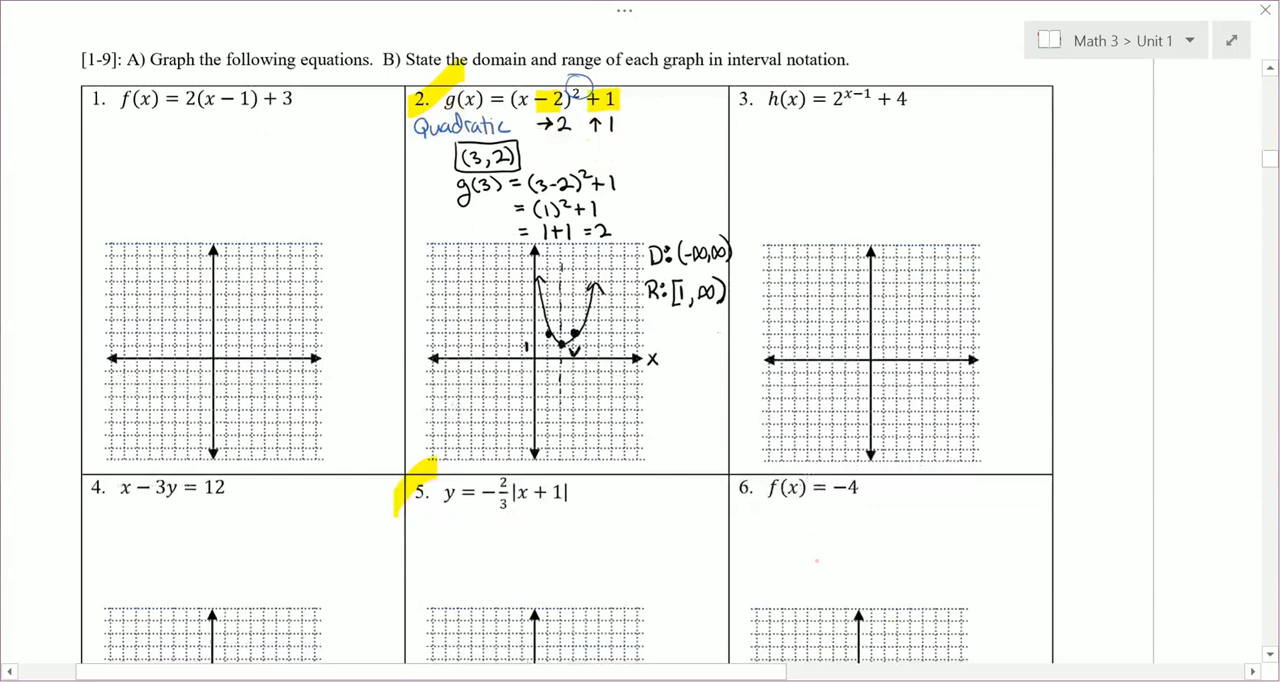 Math 3 > Unit 1
[1-9]: A) Graph the following equations. B) State the domain and range of each graph in interval notation.
1. f(x) = 2(x − 1) + 3
2. g(x) = (x − 2)² + 1
Quadratic →2 ↑1
(3,2)
g(3) = (3-2)² + 1
= (1)² + 1
= 1+1 = 2
D: (-∞,∞)
R: [1, ∞)
1
x
3. h(x) = 2^{x−1} + 4
4. x − 3y = 12
5. y = −2/3|x + 1|
6. f(x) = −4